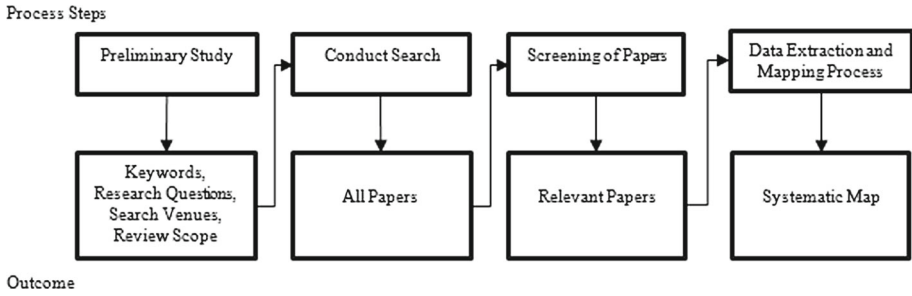 Process Steps
Preliminary Study
Conduct Search
Screening of Papers
Data Extraction and
Mapping Process
Keywords,
Research Questions,
Search Venues,
Review Scope
All Papers
Relevant Papers
Systematic Map
Outcome